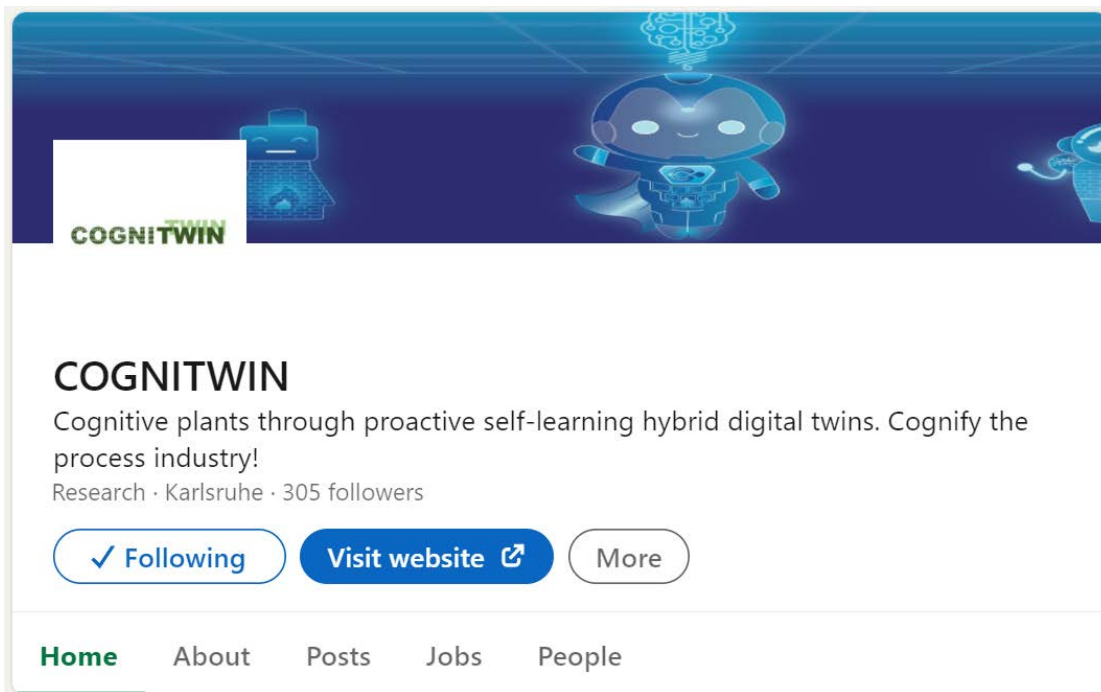 COGNITWIN
COGNITWIN
Cognitive plants through proactive self-learning hybrid digital twins. Cognify the
process industry!
Research · Karlsruhe · 305 followers
✓ Following
Visit website
More
Home
About
Posts
Jobs
People